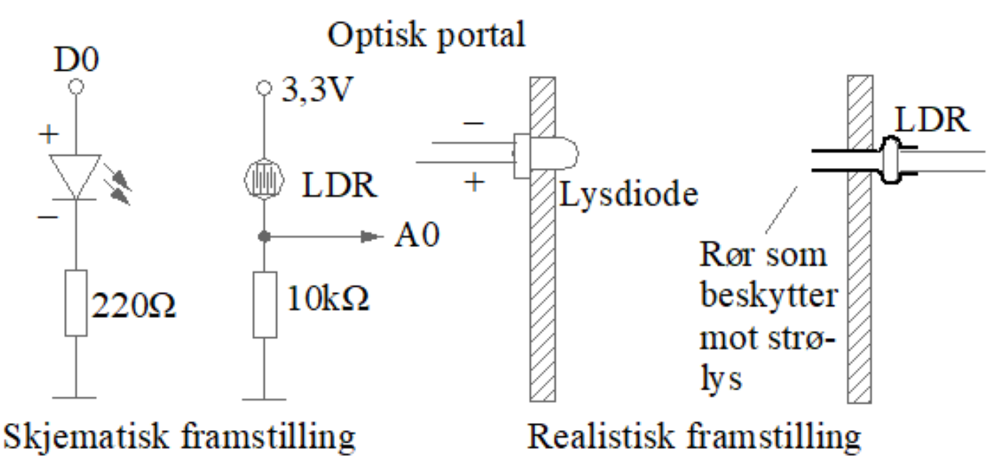 Optisk portal
D0
3,3V
+
–
LDR
A0
220Ω
10kΩ
Skjematisk framstilling
–
+
Lysdiode
LDR
Rør som
beskytter
mot strø-
lys
Realistisk framstilling